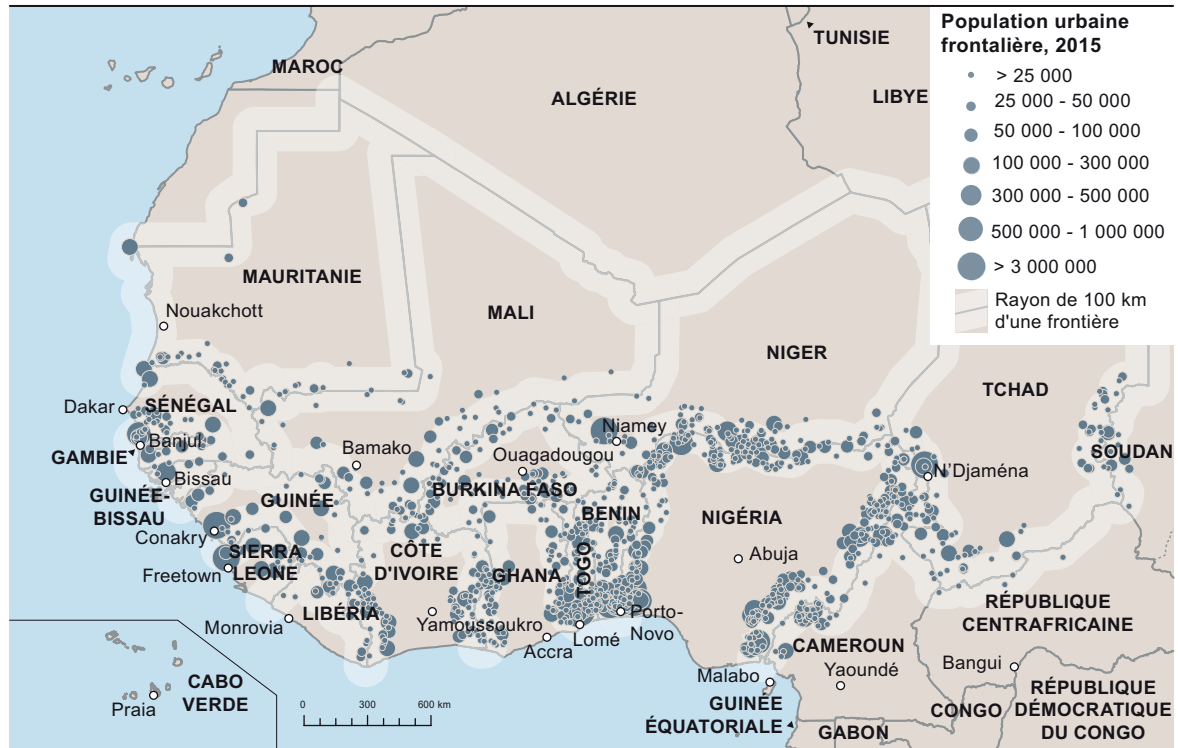 Population urbaine
frontalière, 2015
> 25 000
25 000 - 50 000
50 000 - 100 000
100 000 - 300 000
300 000 - 500 000
500 000 - 1 000 000
> 3 000 000
Rayon de 100 km
d'une frontière
TUNISIE
MAROC
ALGÉRIE
LIBYE
MAURITANIE
Nouakchott
MALI
NIGER
TCHAD
Dakar
SÉNÉGAL
Banjul
GAMBIE
Bamako
Niamey
Ouagadougou
SOUDAN
N'Djaména
Bissau
GUINÉE-
BISSAU
GUINÉE
BURKINA FASO
BENIN
NIGÉRIA
Conakry
SIERRA
LEONE
Freetown
CÔTE
D'IVOIRE
GHANA
TOGO
Abuja
LIBÉRIA
Monrovia
Yamoussoukro
Accra
Lomé
Porto-
Novo
RÉPUBLIQUE
CENTRAFRICAINE
CAMEROUN
Yaoundé
Bangui
Malabo
GUINÉE
ÉQUATORIALE
CONGO
GABON
RÉPUBLIQUE
DÉMOCRATIQUE
DU CONGO
CABO
VERDE
Praia
0 300 600 km